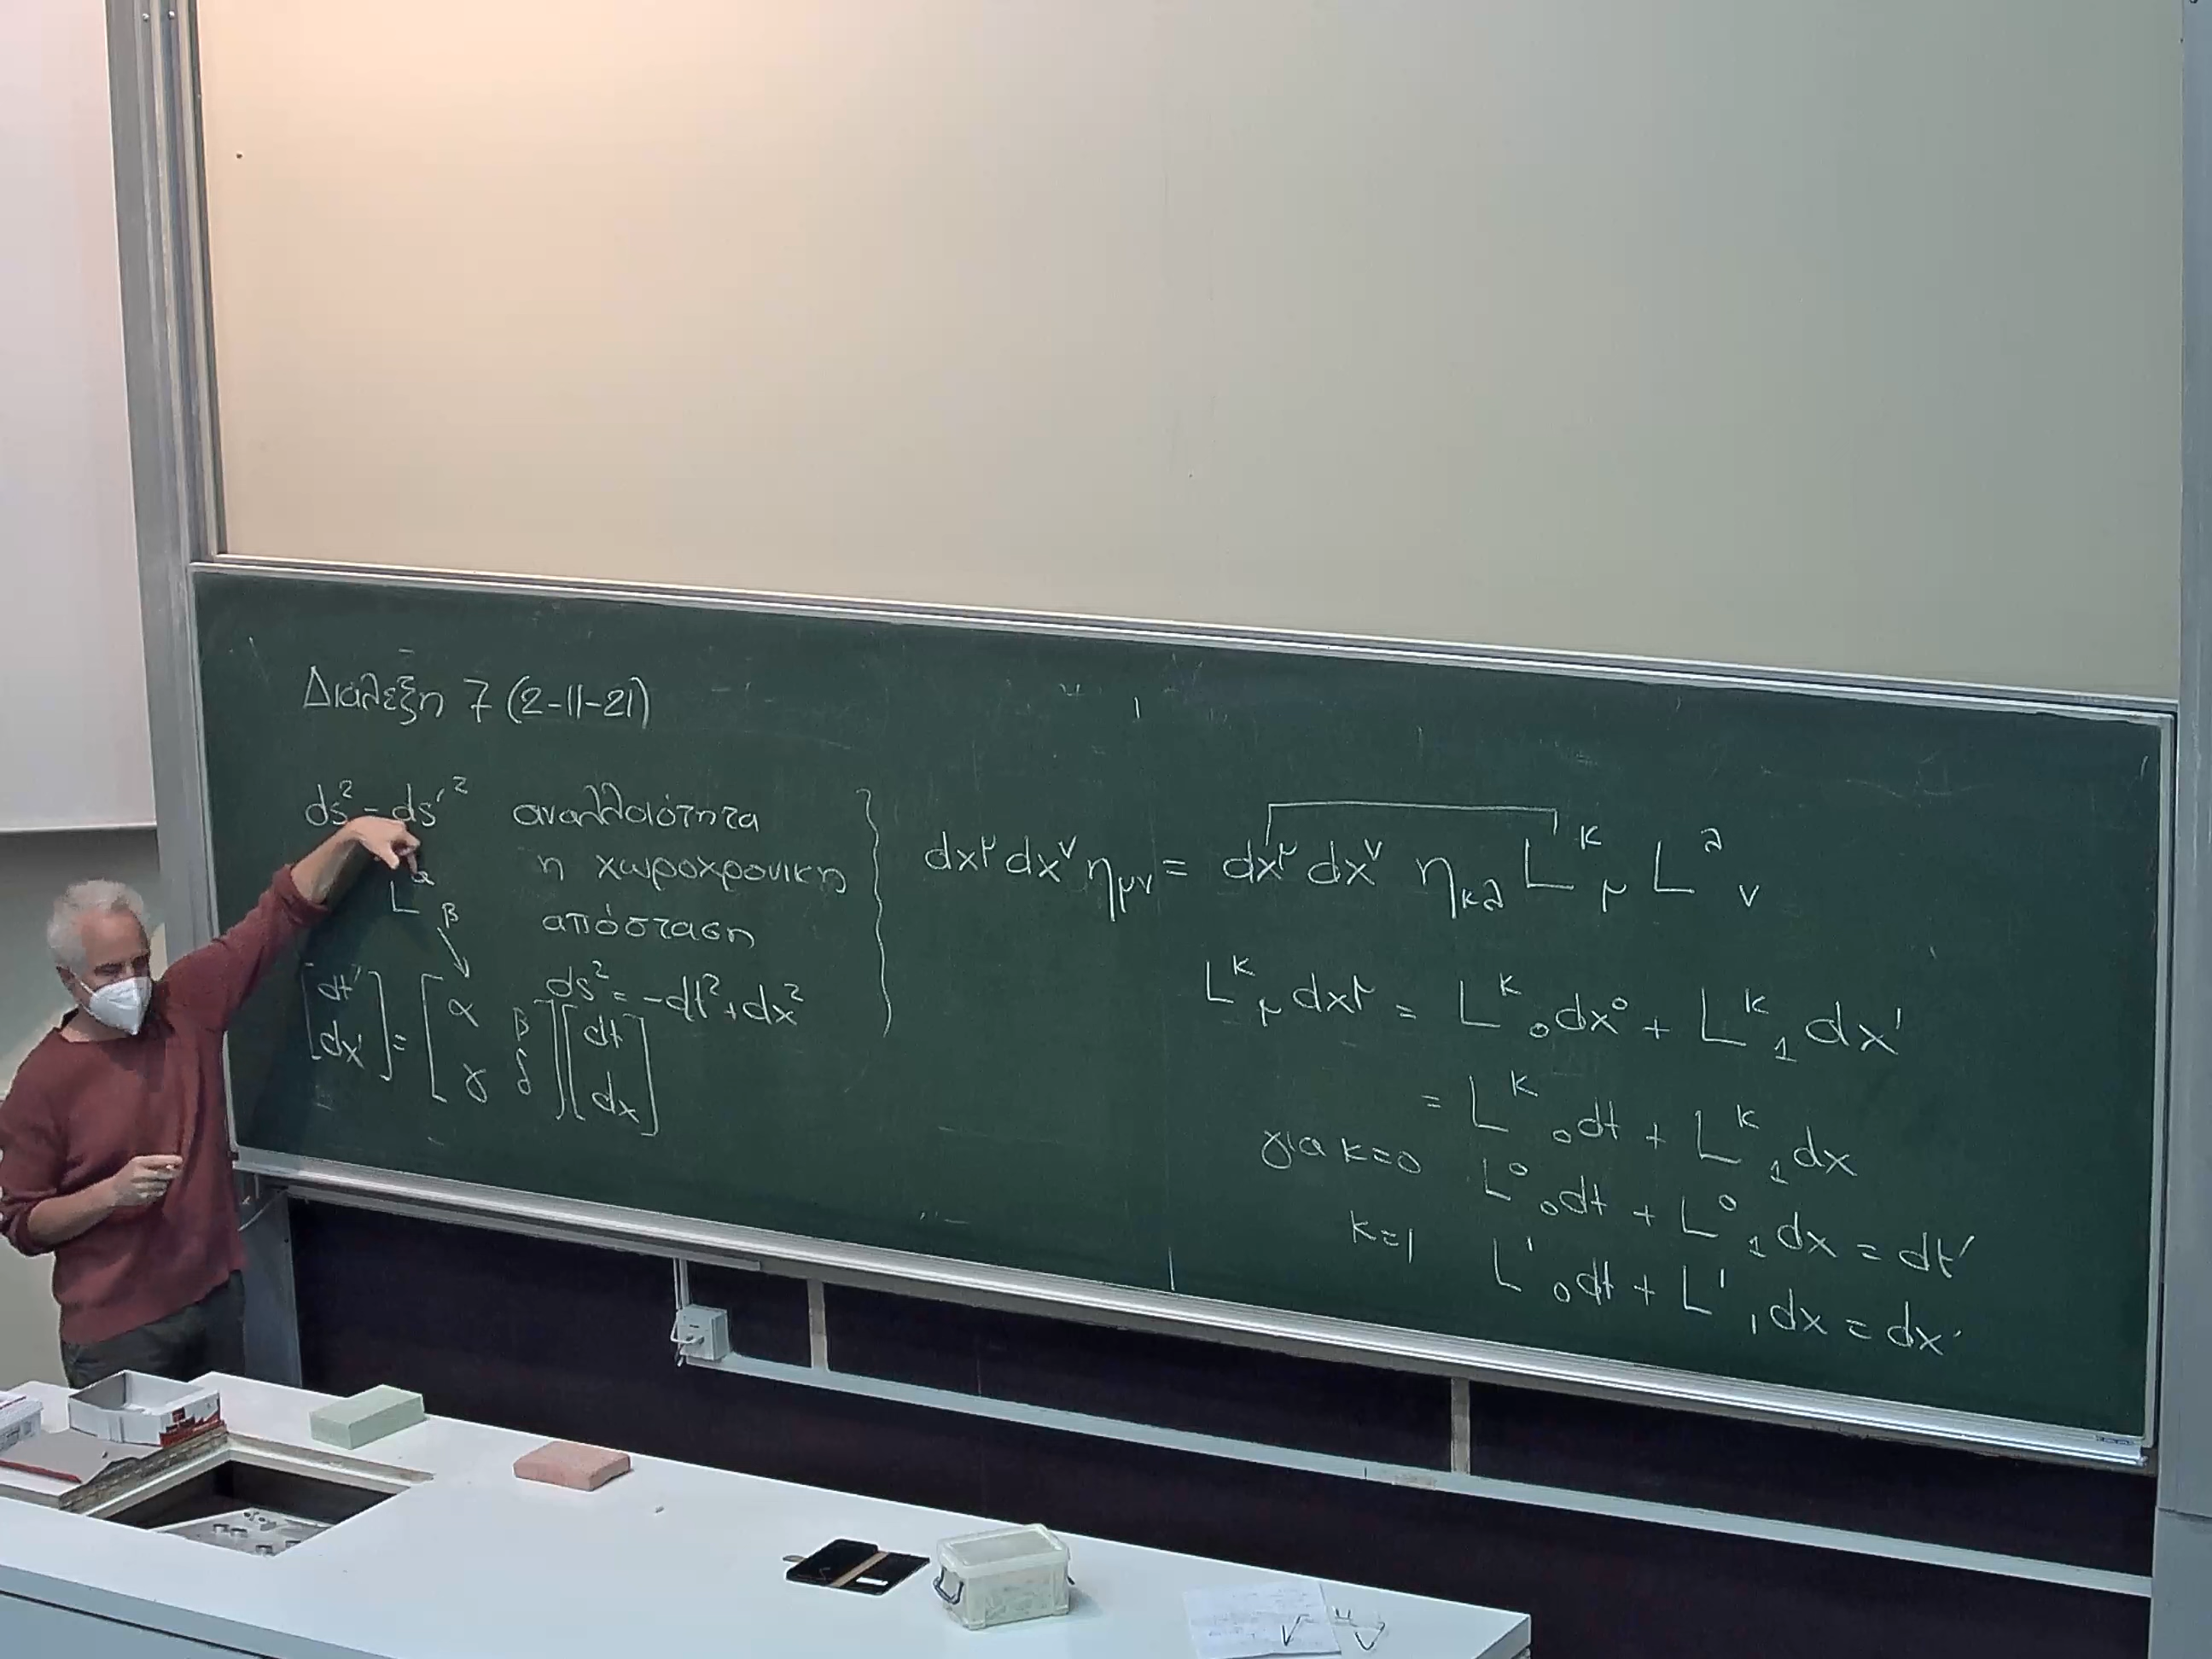 Διάλεξη 7 (2-11-21)
ds² = ds'² αναλλοιότητα
η χωροχρονικη
απόσταση
L^α_β
ds² = -dt² + dx²
[dt' dx'] = [α β γ δ] [dt dx]
dx^μ dx^ν η_μν = dx^μ dx^ν η_κλ L^κ_μ L^λ_ν
L^κ_μ dx^μ = L^κ_0 dx^0 + L^κ_1 dx^1
= L^κ_0 dt + L^κ_1 dx
για κ=0 L^0_0 dt + L^0_1 dx = dt'
κ=1 L^1_0 dt + L^1_1 dx = dx'